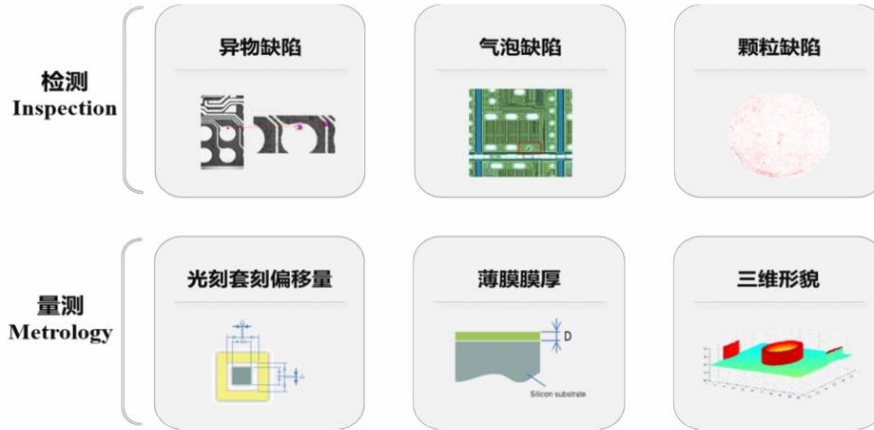 异物缺陷
气泡缺陷
颗粒缺陷
检测
Inspection
光刻套刻偏移量
薄膜膜厚
三维形貌
量测
Metrology
D
Silicon substrate